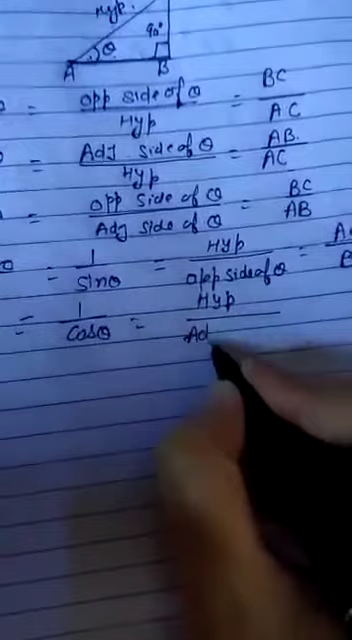 Hyp.
90°
θ
A B
= Opp side of θ / Hyp = BC / AC
= Adj side of θ / Hyp = AB. / AC
= Opp side of θ / Adj side of θ = BC / AB
θ = 1 / sinθ = Hyp / opp side of θ =
= 1 / Cosθ = Hyp / Ad